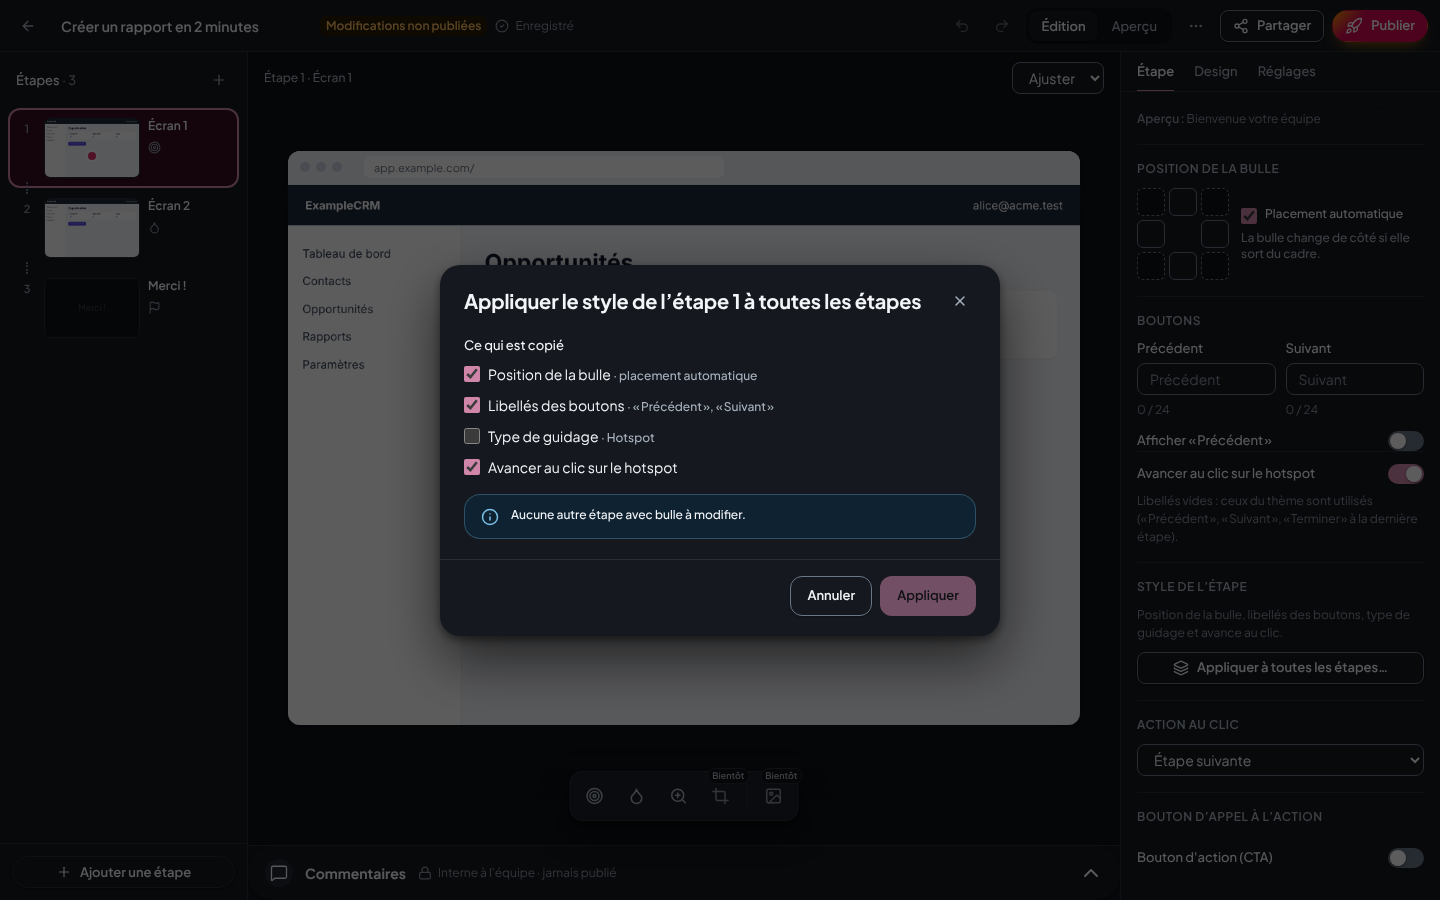 Créer un rapport en 2 minutes
Modifications non publiées
Enregistré
Édition
Aperçu
Partager
Publier
Étapes · 3
Étape 1 · Écran 1
Ajuster
Étape
Design
Réglages
1
Écran 1
2
Écran 2
3
Merci !
Merci !
Ajouter une étape
app.example.com/
ExampleCRM
alice@acme.test
Tableau de bord
Contacts
Opportunités
Rapports
Paramètres
Opportunités
Appliquer le style de l’étape 1 à toutes les étapes
Ce qui est copié
Position de la bulle · placement automatique
Libellés des boutons · « Précédent », « Suivant »
Type de guidage · Hotspot
Avancer au clic sur le hotspot
Aucune autre étape avec bulle à modifier.
Annuler
Appliquer
Bientôt
Bientôt
Commentaires
Interne à l’équipe · jamais publié
Aperçu : Bienvenue votre équipe
POSITION DE LA BULLE
Placement automatique
La bulle change de côté si elle
sort du cadre.
BOUTONS
Précédent
Suivant
Précédent
Suivant
0 / 24
0 / 24
Afficher « Précédent »
Avancer au clic sur le hotspot
Libellés vides : ceux du thème sont utilisés
(« Précédent », « Suivant », « Terminer » à la dernière
étape).
STYLE DE L’ÉTAPE
Position de la bulle, libellés des boutons, type de
guidage et avance au clic.
Appliquer à toutes les étapes…
ACTION AU CLIC
Étape suivante
BOUTON D’APPEL À L’ACTION
Bouton d’action (CTA)